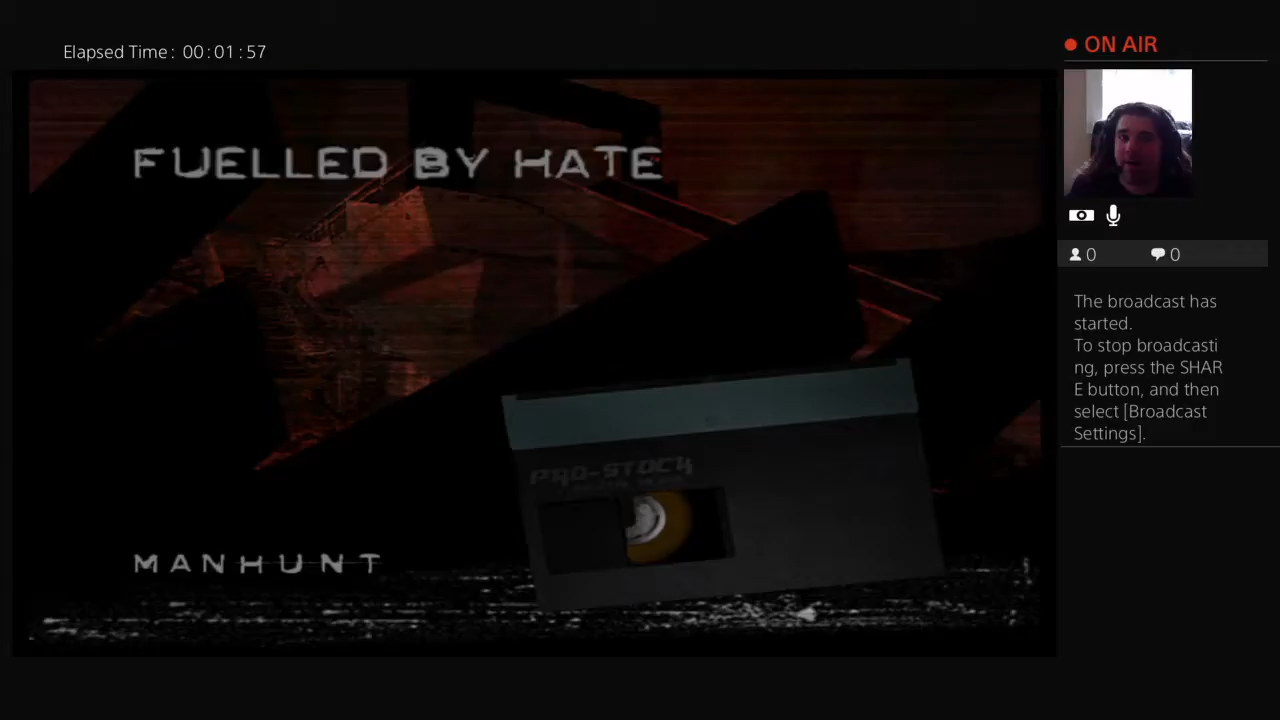 Elapsed Time: 00:01:57
ON AIR
FUELLED BY HATE
0 0
The broadcast has
started.
To stop broadcasti
ng, press the SHAR
E button, and then
select [Broadcast
Settings].
PRO-STOCK
MANHUNT